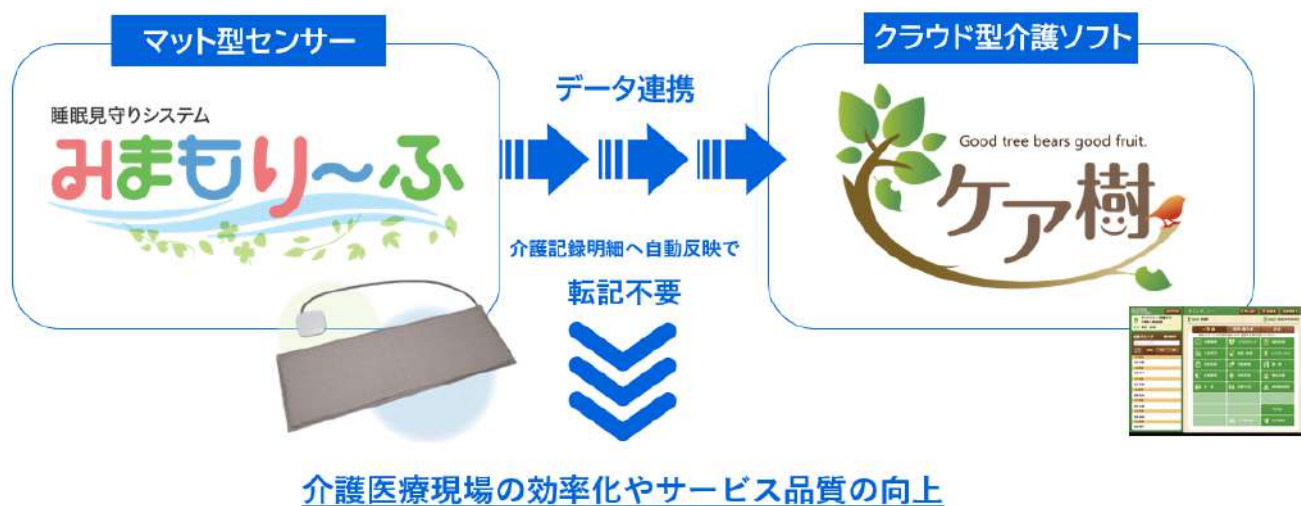 マット型センサー
クラウド型介護ソフト
睡眠見守りシステム
みまもり～ふ
データ連携
Good tree bears good fruit.
ケア樹
介護記録明細へ自動反映で
転記不要
介護医療現場の効率化やサービス品質の向上